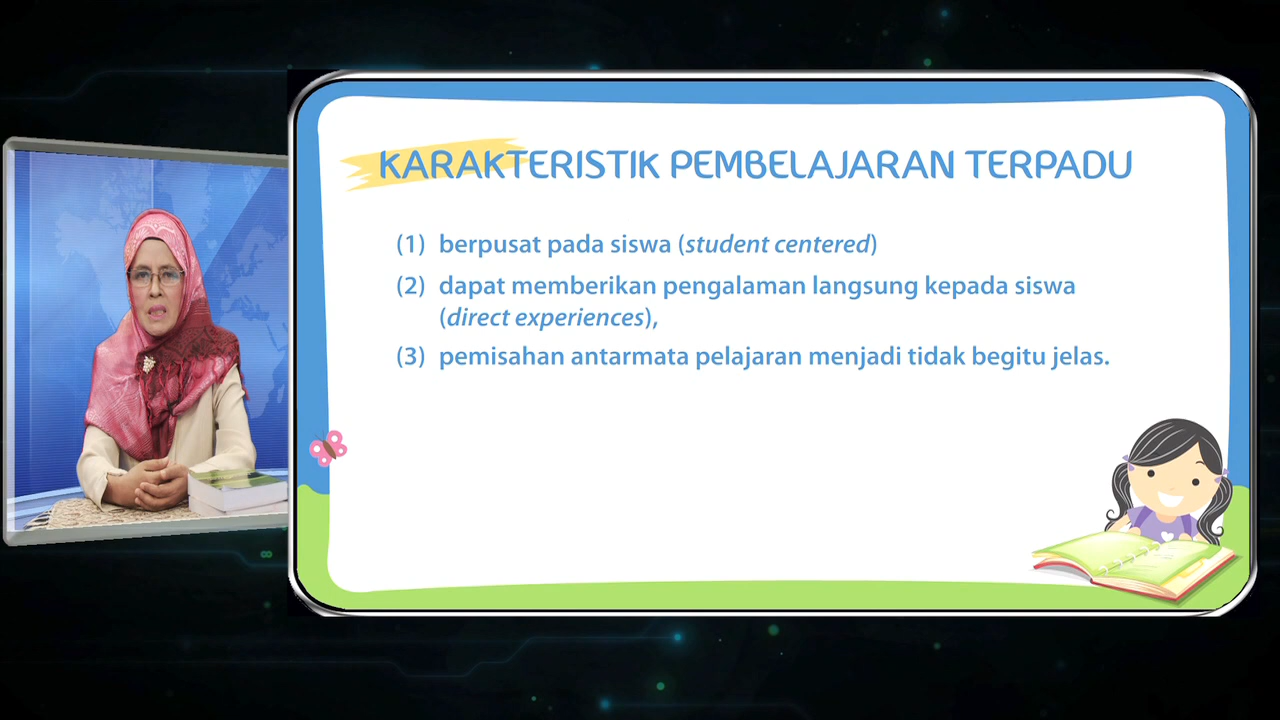 KARAKTERISTIK PEMBELAJARAN TERPADU
(1) berpusat pada siswa (student centered)
(2) dapat memberikan pengalaman langsung kepada siswa
(direct experiences),
(3) pemisahan antarmata pelajaran menjadi tidak begitu jelas.